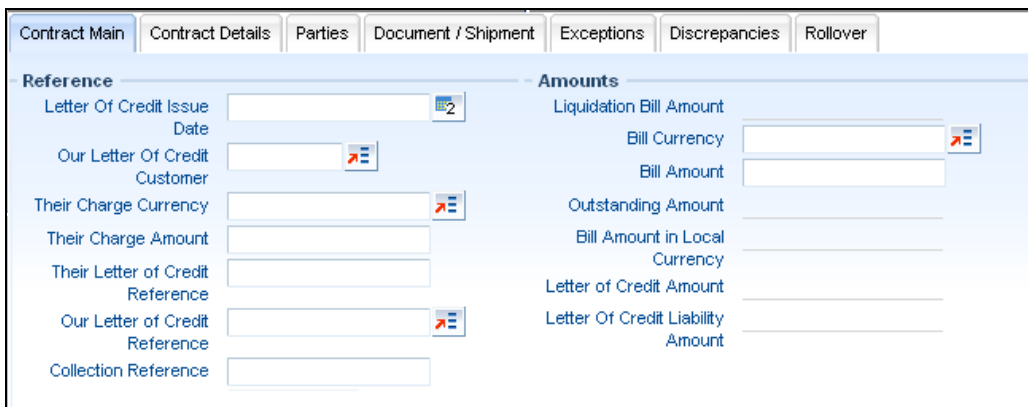 Contract Main Contract Details Parties Document / Shipment Exceptions Discrepancies Rollover
Reference
Letter Of Credit Issue
Date
2
Our Letter Of Credit
Customer
Their Charge Currency
Their Charge Amount
Their Letter of Credit
Reference
Our Letter of Credit
Reference
Collection Reference
Amounts
Liquidation Bill Amount
Bill Currency
Bill Amount
Outstanding Amount
Bill Amount in Local
Currency
Letter of Credit Amount
Letter Of Credit Liability
Amount